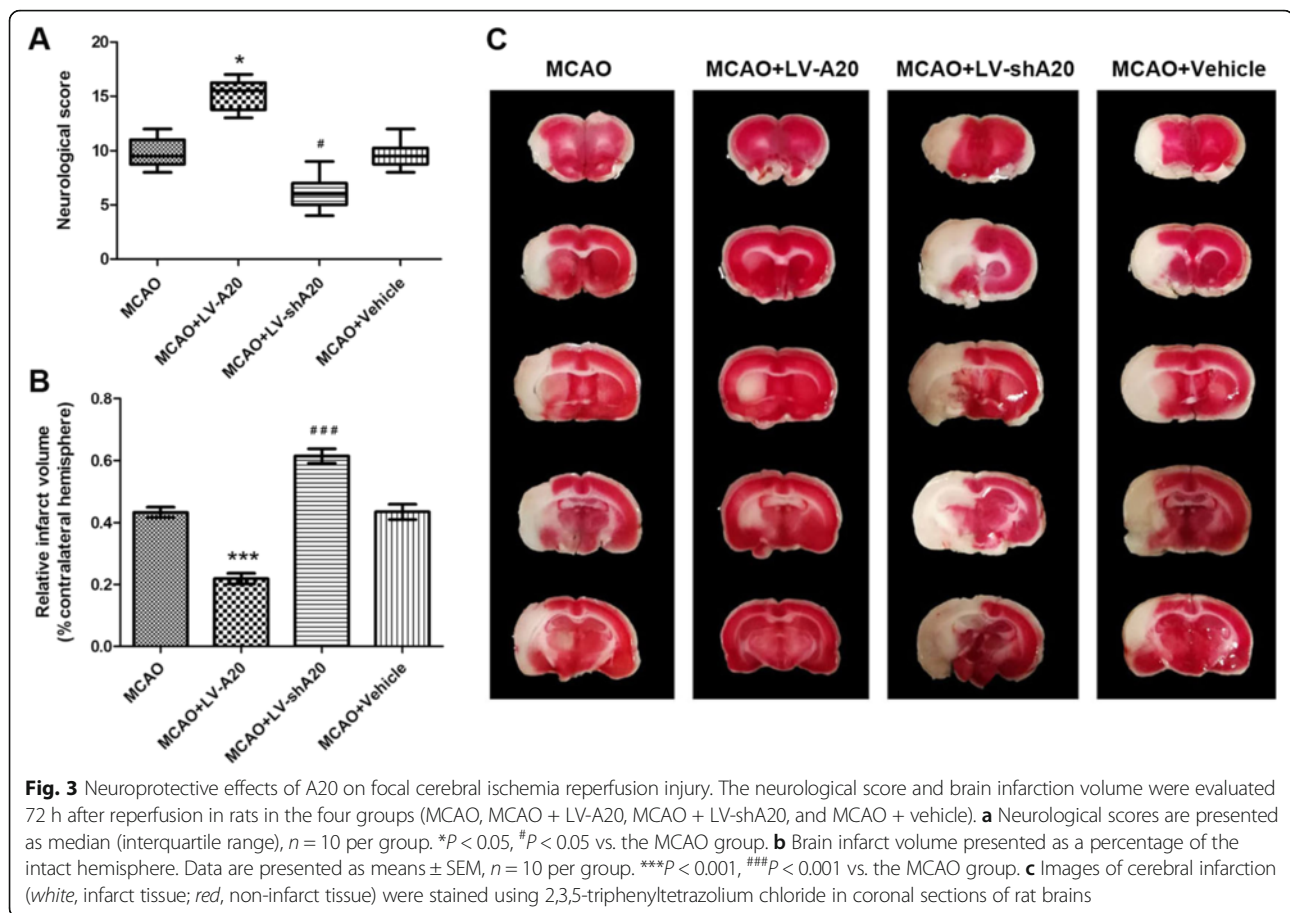 A
Neurological score
20
15
10
5
0
*
#
MCAO
MCAO+LV-A20
MCAO+LV-shA20
MCAO+Vehicle
B
Relative infarct volume
(% contralateral hemisphere)
0.8
0.6
0.4
0.2
0.0
***
###
MCAO
MCAO+LV-A20
MCAO+LV-shA20
MCAO+Vehicle
C
MCAO MCAO+LV-A20 MCAO+LV-shA20 MCAO+Vehicle
Fig. 3 Neuroprotective effects of A20 on focal cerebral ischemia reperfusion injury. The neurological score and brain infarction volume were evaluated
72 h after reperfusion in rats in the four groups (MCAO, MCAO + LV-A20, MCAO + LV-shA20, and MCAO + vehicle). a Neurological scores are presented
as median (interquartile range), n = 10 per group. *P < 0.05, #P < 0.05 vs. the MCAO group. b Brain infarct volume presented as a percentage of the
intact hemisphere. Data are presented as means ± SEM, n = 10 per group. ***P < 0.001, ###P < 0.001 vs. the MCAO group. c Images of cerebral infarction
(white, infarct tissue; red, non-infarct tissue) were stained using 2,3,5-triphenyltetrazolium chloride in coronal sections of rat brains